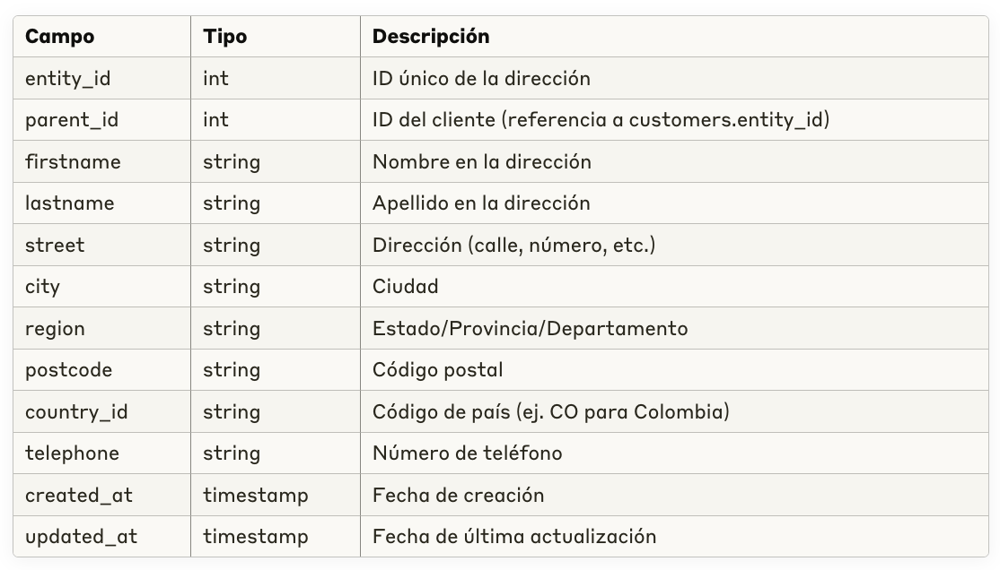 Campo Tipo Descripción
entity_id int ID único de la dirección
parent_id int ID del cliente (referencia a customers.entity_id)
firstname string Nombre en la dirección
lastname string Apellido en la dirección
street string Dirección (calle, número, etc.)
city string Ciudad
region string Estado/Provincia/Departamento
postcode string Código postal
country_id string Código de país (ej. CO para Colombia)
telephone string Número de teléfono
created_at timestamp Fecha de creación
updated_at timestamp Fecha de última actualización